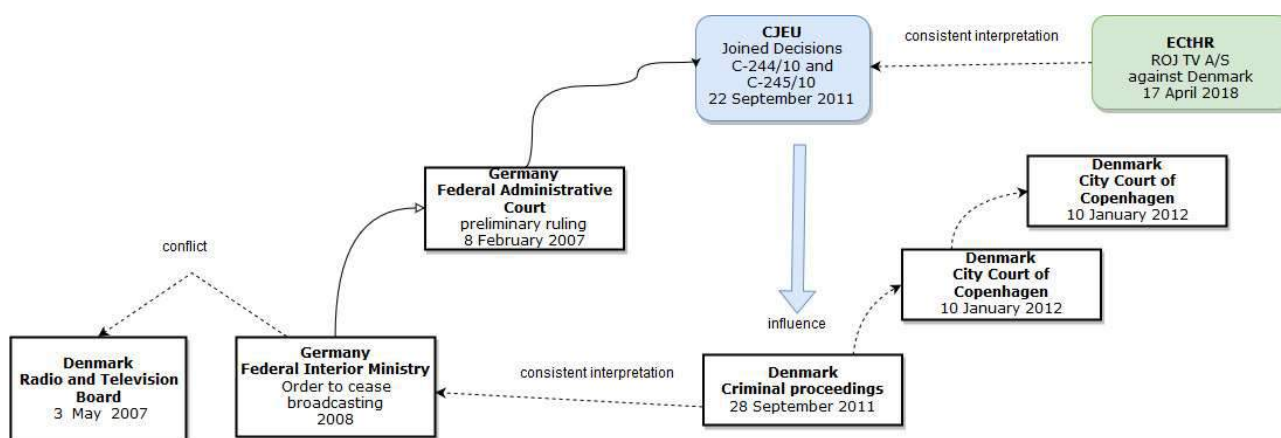 CJEU
Joined Decisions
C-244/10 and
C-245/10
22 September 2011
consistent interpretation
ECtHR
ROJ TV A/S
against Denmark
17 April 2018
Germany
Federal Administrative
Court
preliminary ruling
8 February 2007
Denmark
City Court of
Copenhagen
10 January 2012
conflict
Denmark
City Court of
Copenhagen
10 January 2012
influence
Denmark
Radio and Television
Board
3 May 2007
Germany
Federal Interior Ministry
Order to cease
broadcasting
2008
consistent interpretation
Denmark
Criminal proceedings
28 September 2011